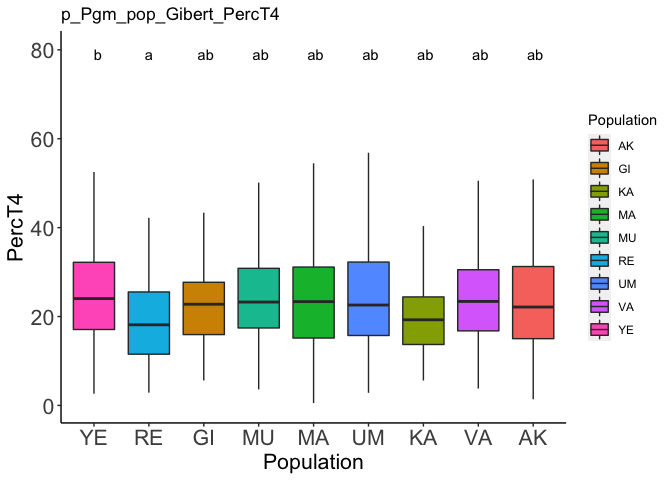 p_Pgm_pop_Gibert_PercT4
80
b a ab ab ab ab ab ab ab
60
40
20
0
PercT4
YE RE GI MU MA UM KA VA AK
Population
Population
AK
GI
KA
MA
MU
RE
UM
VA
YE